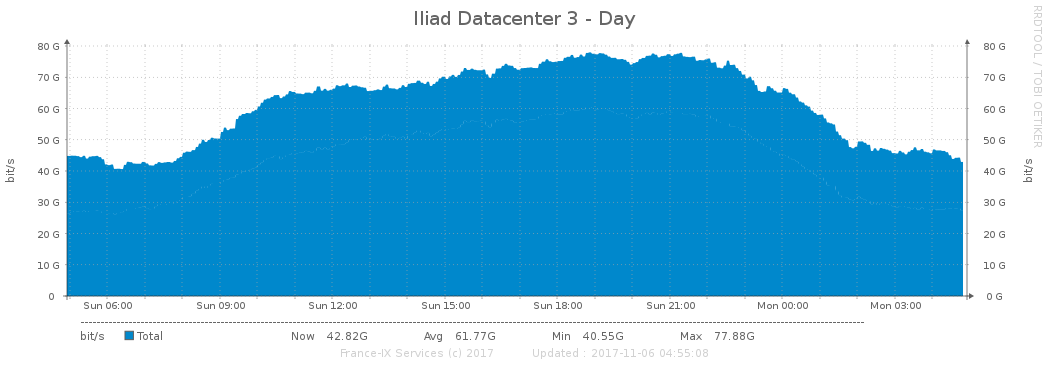 Iliad Datacenter 3 - Day
RRDTOOL / TOBI OETIKER
80 G 80 G
70 G 70 G
60 G 60 G
50 G 50 G
40 G 40 G
30 G 30 G
20 G 20 G
10 G 10 G
0 0 G
bit/s bit/s
Sun 06:00 Sun 09:00 Sun 12:00 Sun 15:00 Sun 18:00 Sun 21:00 Mon 00:00 Mon 03:00
bit/s Total Now 42.82G Avg 61.77G Min 40.55G Max 77.88G
France-IX Services (c) 2017 Updated : 2017-11-06 04:55:08